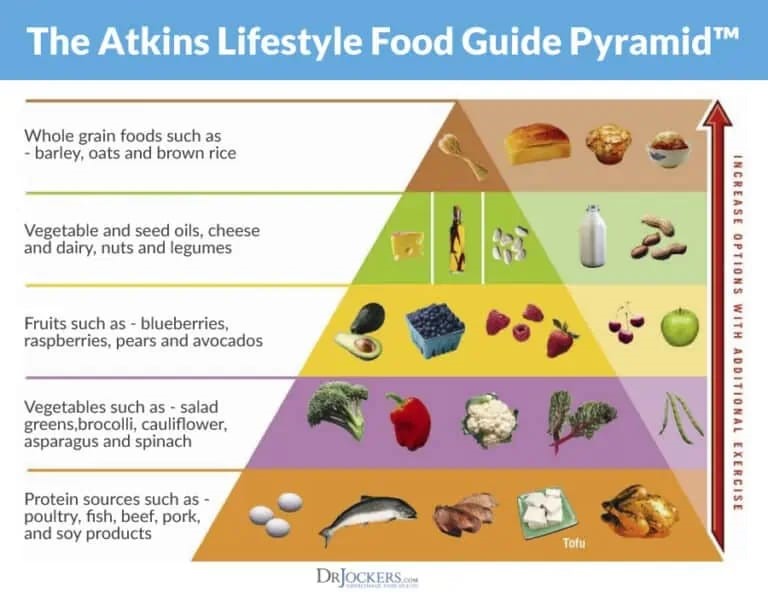 The Atkins Lifestyle Food Guide Pyramid™
Whole grain foods such as
- barley, oats and brown rice
Vegetable and seed oils, cheese
and dairy, nuts and legumes
Fruits such as - blueberries,
raspberries, pears and avocados
Vegetables such as - salad
greens,brocolli, cauliflower,
asparagus and spinach
Protein sources such as -
poultry, fish, beef, pork,
and soy products
Tofu
INCREASE OPTIONS WITH ADDITIONAL EXERCISE
DRJOCKERS.COM